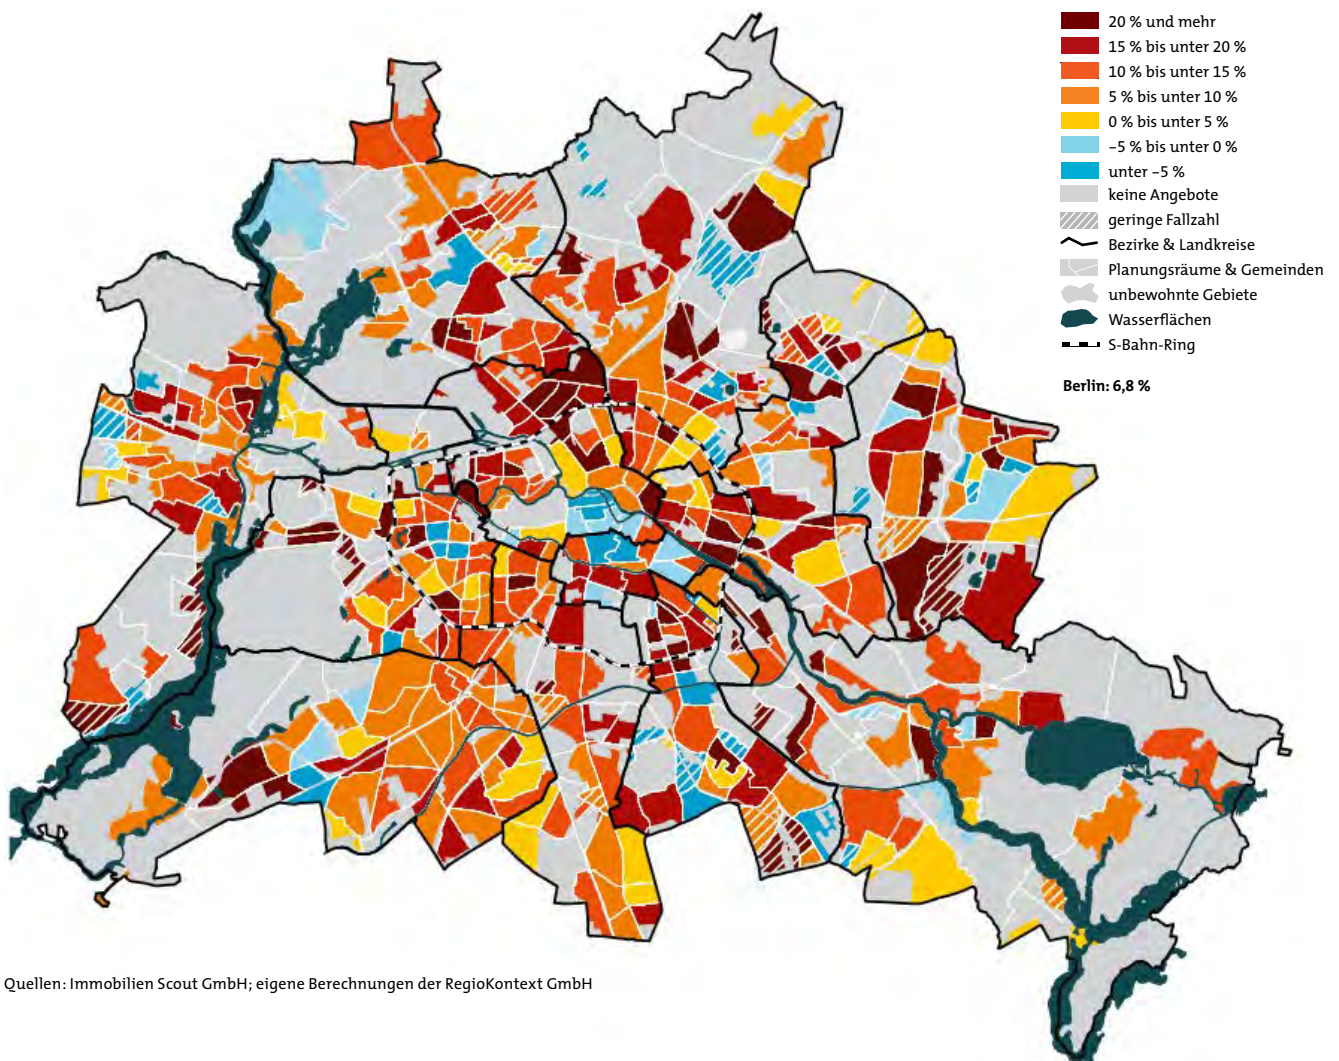 20 % und mehr
15 % bis unter 20 %
10 % bis unter 15 %
5 % bis unter 10 %
0 % bis unter 5 %
−5 % bis unter 0 %
unter −5 %
keine Angebote
geringe Fallzahl
Bezirke & Landkreise
Planungsräume & Gemeinden
unbewohnte Gebiete
Wasserflächen
S-Bahn-Ring
Berlin: 6,8 %
Quellen: Immobilien Scout GmbH; eigene Berechnungen der RegioKontext GmbH